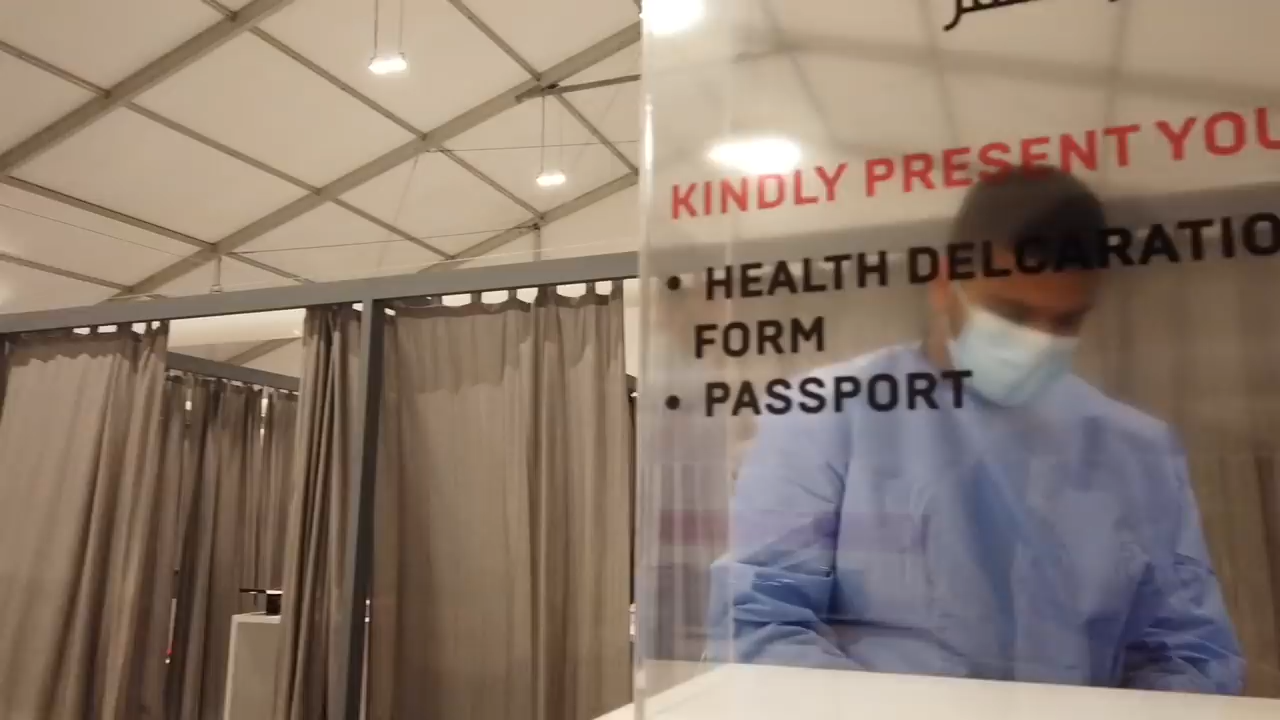 KINDLY PRESENT YOU
• HEALTH DELCARATIO
FORM
• PASSPORT